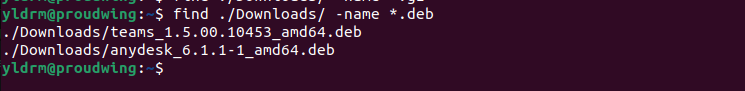 yldrm@proudwing:~$ find ./Downloads/ -name *.deb
./Downloads/teams_1.5.00.10453_amd64.deb
./Downloads/anydesk_6.1.1-1_amd64.deb
yldrm@proudwing:~$